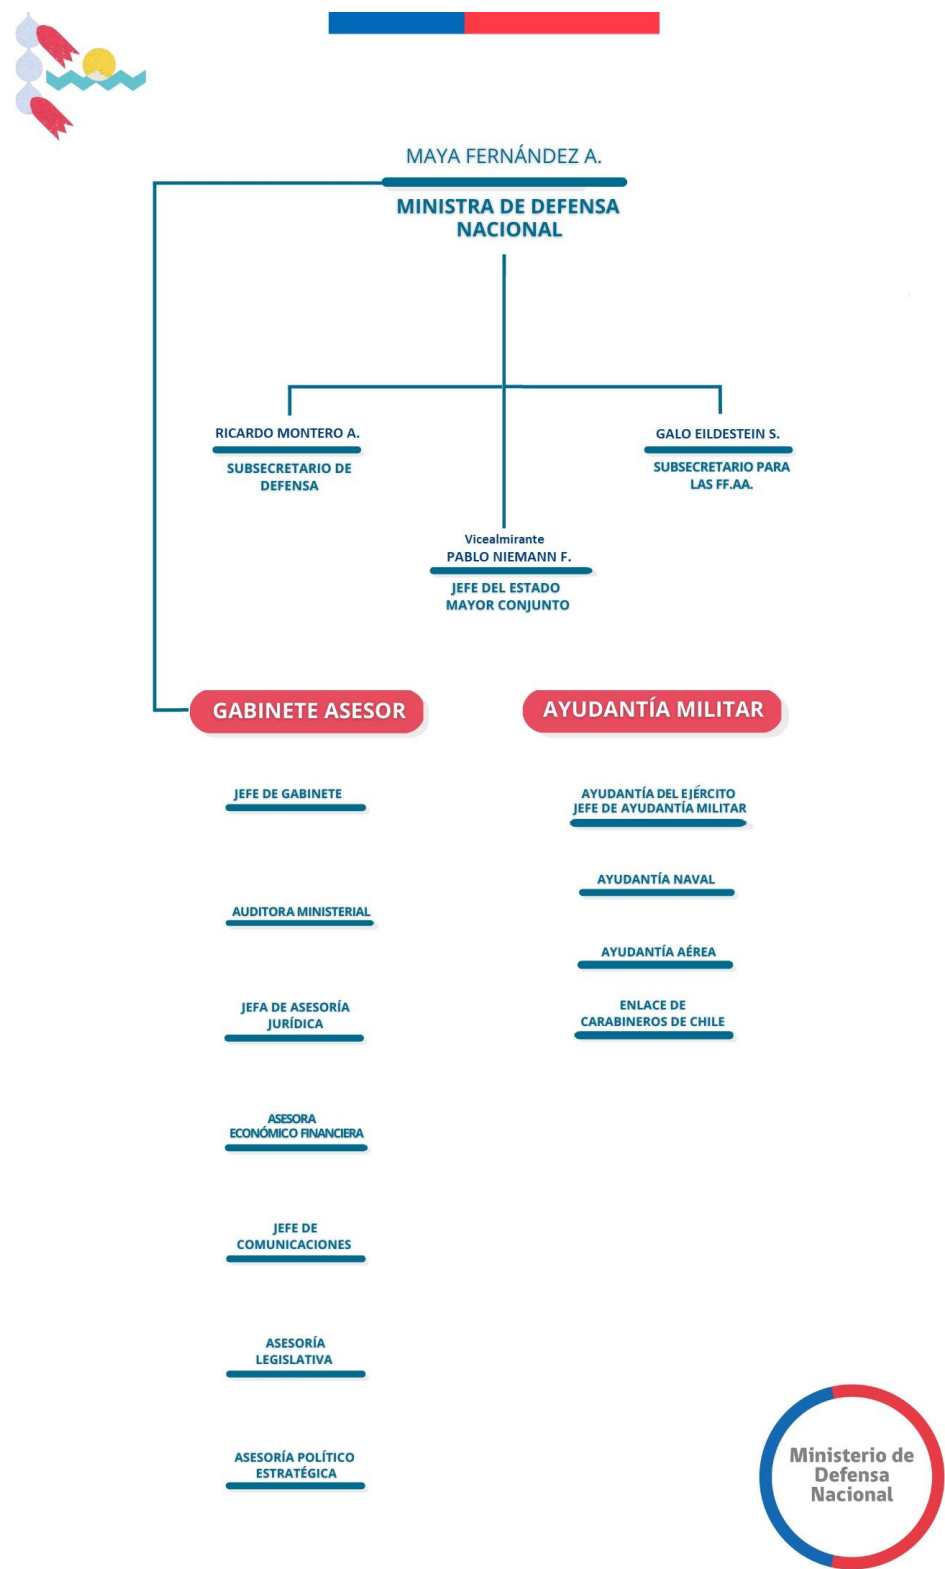 MAYA FERNÁNDEZ A.
MINISTRA DE DEFENSA
NACIONAL
RICARDO MONTERO A.
SUBSECRETARIO DE
DEFENSA
GALO EILDESTEIN S.
SUBSECRETARIO PARA
LAS FF.AA.
Vicealmirante
PABLO NIEMANN F.
JEFE DEL ESTADO
MAYOR CONJUNTO
GABINETE ASESOR
JEFE DE GABINETE
AUDITORA MINISTERIAL
JEFA DE ASESORÍA
JURÍDICA
ASESORA
ECONÓMICO FINANCIERA
JEFE DE
COMUNICACIONES
ASESORÍA
LEGISLATIVA
ASESORÍA POLÍTICO
ESTRATÉGICA
AYUDANTÍA MILITAR
AYUDANTÍA DEL EJÉRCITO
JEFE DE AYUDANTÍA MILITAR
AYUDANTÍA NAVAL
AYUDANTÍA AÉREA
ENLACE DE
CARABINEROS DE CHILE
Ministerio de
Defensa
Nacional